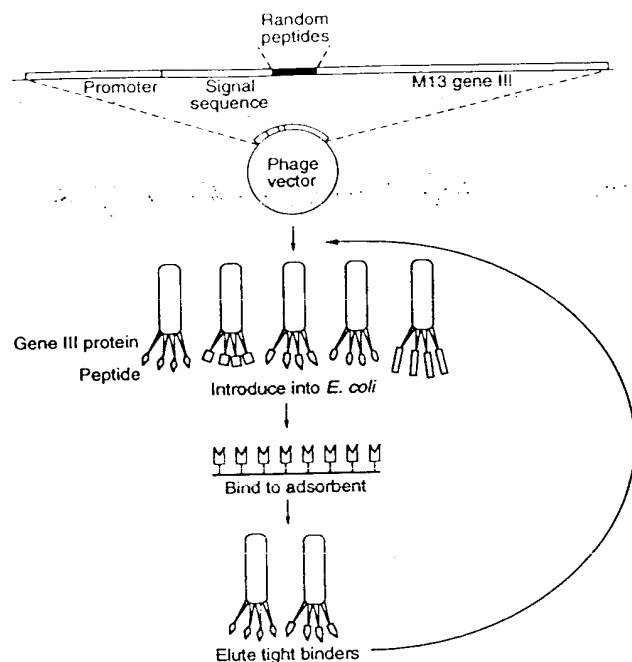 Random
peptides
Promoter
Signal
sequence
M13 gene III
Phage
vector
Gene III protein
Peptide
Introduce into E. coli
Bind to adsorbent
Elute tight binders